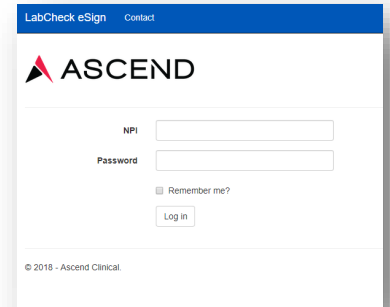 LabCheck eSign Contact
ASCEND
NPI
Password
Remember me?
Log in
© 2018 - Ascend Clinical.